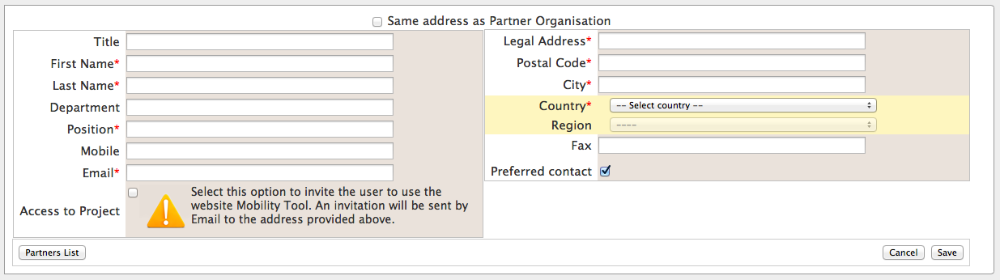 Same address as Partner Organisation
Title
First Name*
Last Name*
Department
Position*
Mobile
Email*
Access to Project
Select this option to invite the user to use the
website Mobility Tool. An invitation will be sent by
Email to the address provided above.
Legal Address*
Postal Code*
City*
Country*
-- Select country --
Region
----
Fax
Preferred contact
Partners List
Cancel
Save